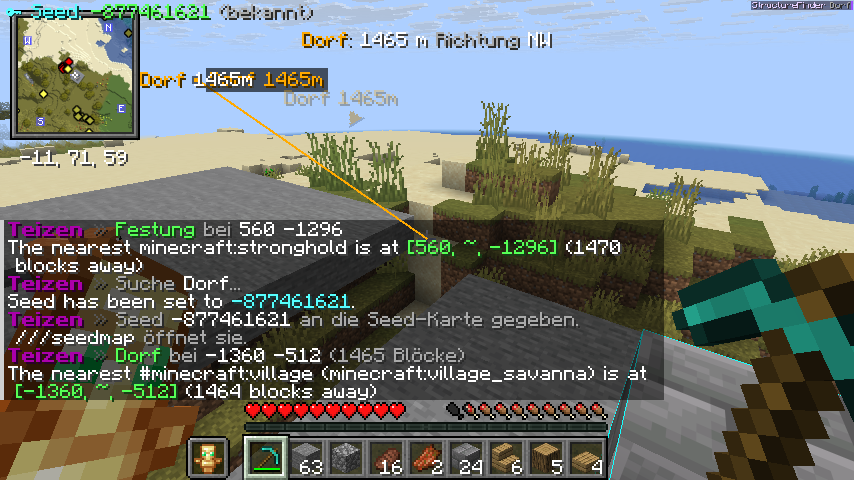 Seed: -877461621 (bekannt)
StructureFinder Dorf
Dorf: 1465 m Richtung NW
N
W
E
S
Dorf 1465m
Dorf 1465m
Dorf 1465m
-11, 71, 59
Teizen » Festung bei 560 -1296
The nearest minecraft:stronghold is at [560, ~, -1296] (1470
blocks away)
Teizen » Suche Dorf...
Seed has been set to -877461621.
Teizen » Seed -877461621 an die Seed-Karte gegeben.
///seedmap öffnet sie.
Teizen » Dorf bei -1360 -512 (1465 Blöcke)
The nearest #minecraft:village (minecraft:village_savanna) is at
[-1360, ~, -512] (1464 blocks away)
63
16
2
24
6
5
4